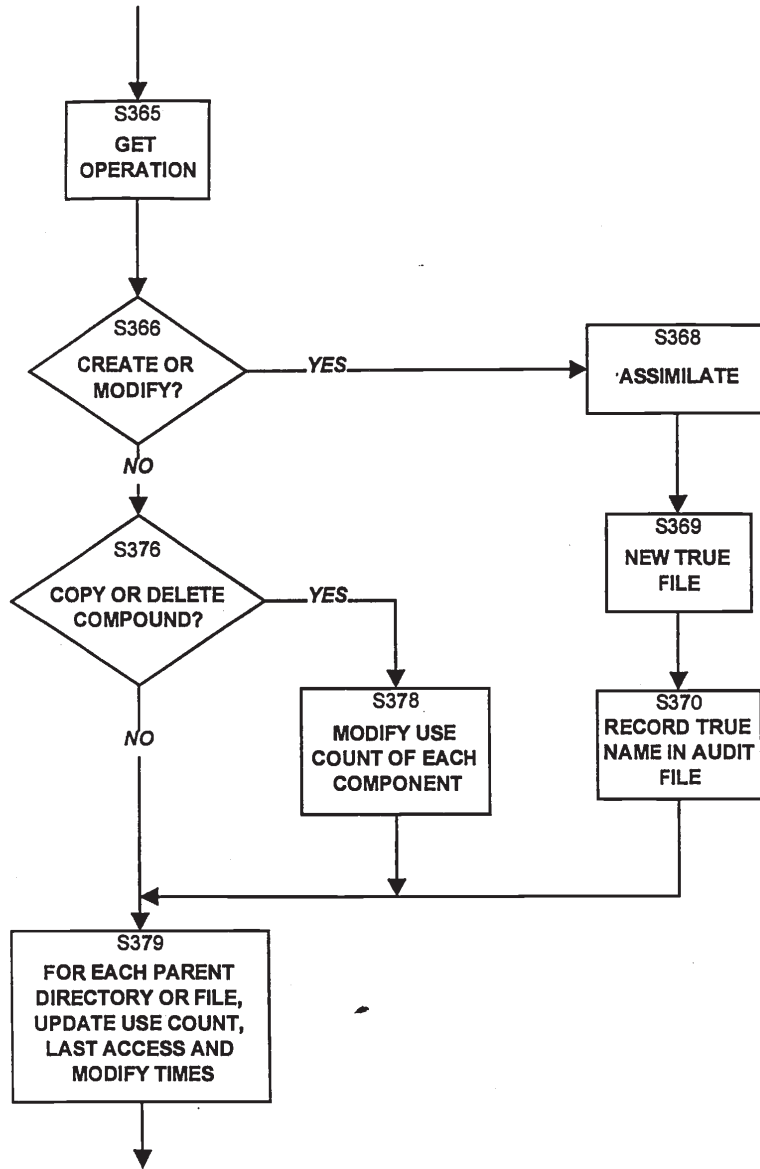 S365
GET
OPERATION
S366
CREATE OR
MODIFY?
YES
S368
ASSIMILATE
NO
S369
NEW TRUE
FILE
S376
COPY OR DELETE
COMPOUND?
YES
S378
MODIFY USE
COUNT OF EACH
COMPONENT
S370
RECORD TRUE
NAME IN AUDIT
FILE
NO
S379
FOR EACH PARENT
DIRECTORY OR FILE,
UPDATE USE COUNT,
LAST ACCESS AND
MODIFY TIMES